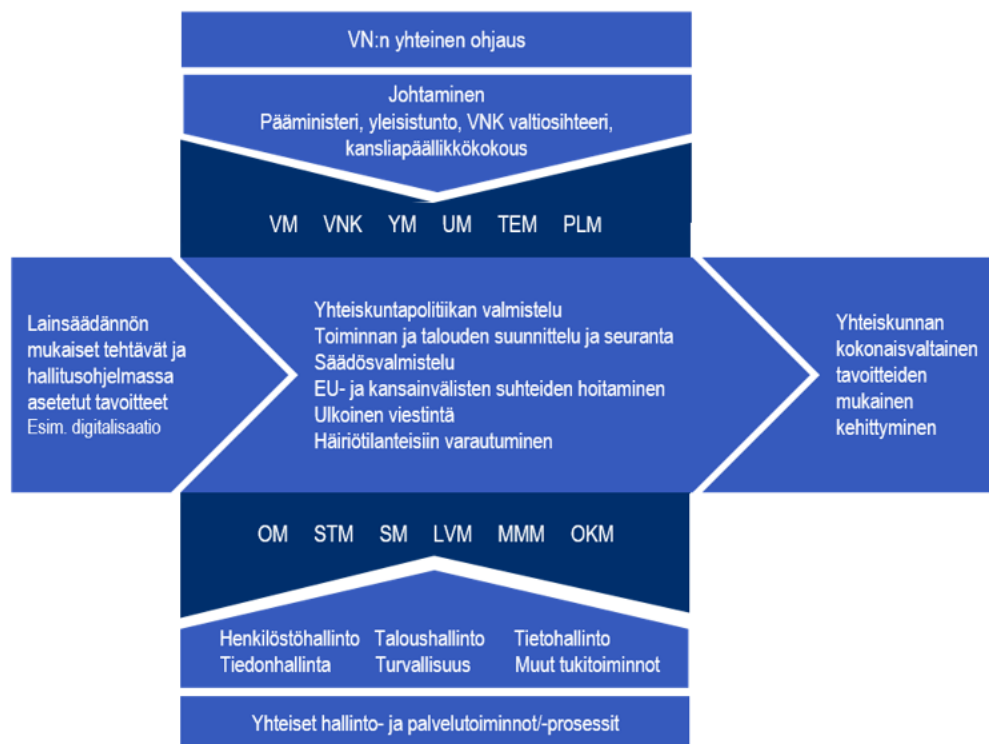 VN:n yhteinen ohjaus
Johtaminen
Pääministeri, yleisistunto, VNK valtiosihteeri,
kansliapäällikkökokous
VM VNK YM UM TEM PLM
Lainsäädännön
mukaiset tehtävät ja
hallitusohjelmassa
asetetut tavoitteet
Esim. digitalisaatio
Yhteiskuntapolitiikan valmistelu
Toiminnan ja talouden suunnittelu ja seuranta
Säädösvalmistelu
EU- ja kansainvälisten suhteiden hoitaminen
Ulkoinen viestintä
Häiriötilanteisiin varautuminen
Yhteiskunnan
kokonaisvaltainen
tavoitteiden
mukainen
kehittyminen
OM STM SM LVM MMM OKM
Henkilöstöhallinto Taloushallinto Tietohallinto
Tiedonhallinta Turvallisuus Muut tukitoiminnot
Yhteiset hallinto- ja palvelutoiminnot/-prosessit